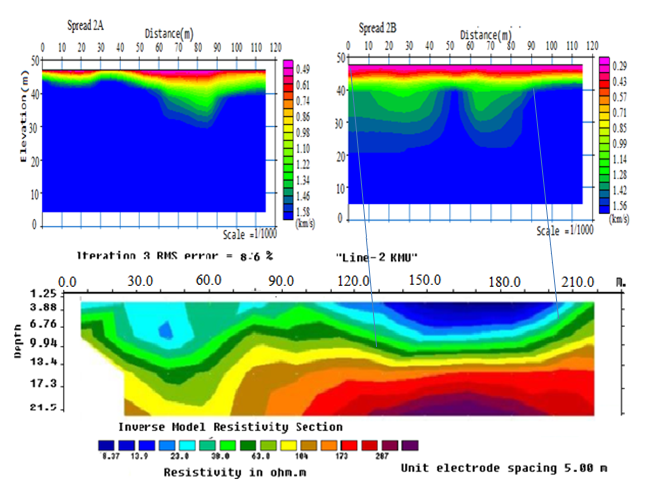 Spread 2A
Distance(m)
0 10 20 30 40 50 60 70 80 90 100 110 120
Elevation(m)
50
40
30
20
10
0
0.49
0.61
0.74
0.86
0.98
1.10
1.22
1.34
1.46
1.58
(km/s)
Scale =1/1000
Spread 2B
Distance(m)
0 10 20 30 40 50 60 70 80 90 100 110 120
50
40
30
20
10
0
0.29
0.43
0.57
0.71
0.85
0.99
1.14
1.28
1.42
1.56
(km/s)
Scale =1/1000
Iteration 3 RMS error = 8.6 %
"Line-2 KMU"
0.0 30.0 60.0 90.0 120.0 150.0 180.0 210.0 m.
Depth
1.25
3.88
6.76
9.94
13.4
17.3
21.5
Inverse Model Resistivity Section
13.9 23.0 63.0 173
Resistivity in ohm.m
Unit electrode spacing 5.00 m